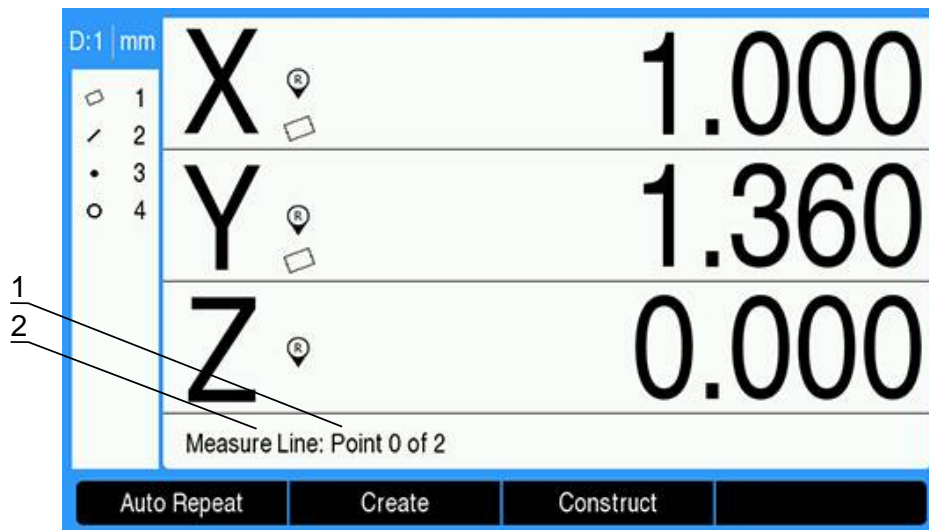 D:1 mm
1
2
3
4
X R 1.000
Y R 1.360
Z R 0.000
1
2
Measure Line: Point 0 of 2
Auto Repeat Create Construct